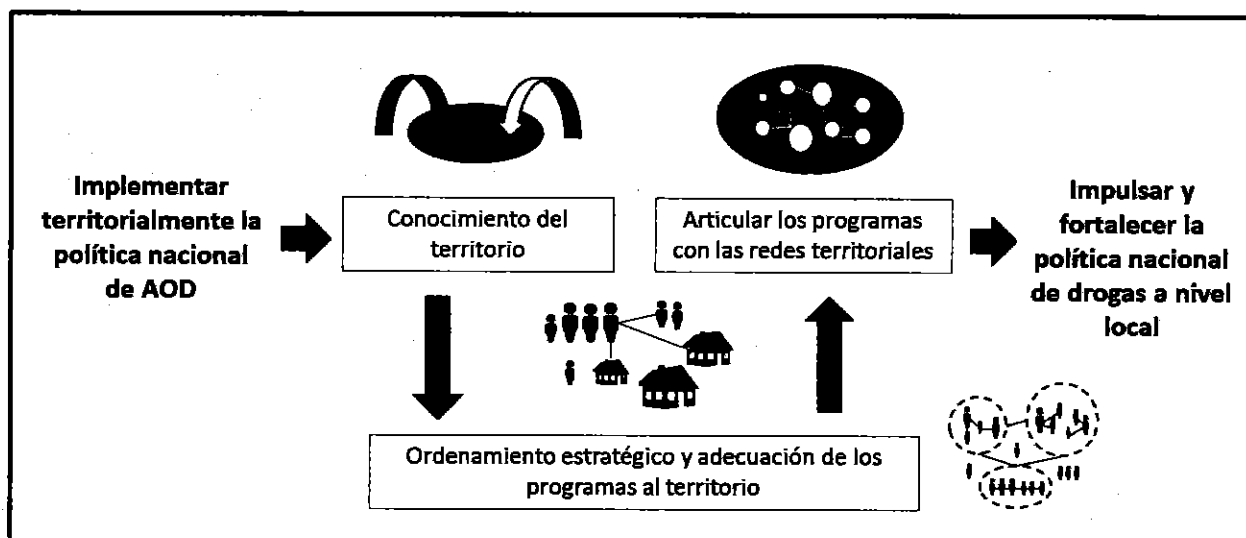 Implementar
territorialmente la
política nacional
de AOD
Conocimiento del
territorio
Articular los programas
con las redes territoriales
Impulsar y
fortalecer la
política nacional
de drogas a nivel
local
Ordenamiento estratégico y adecuación de los
programas al territorio